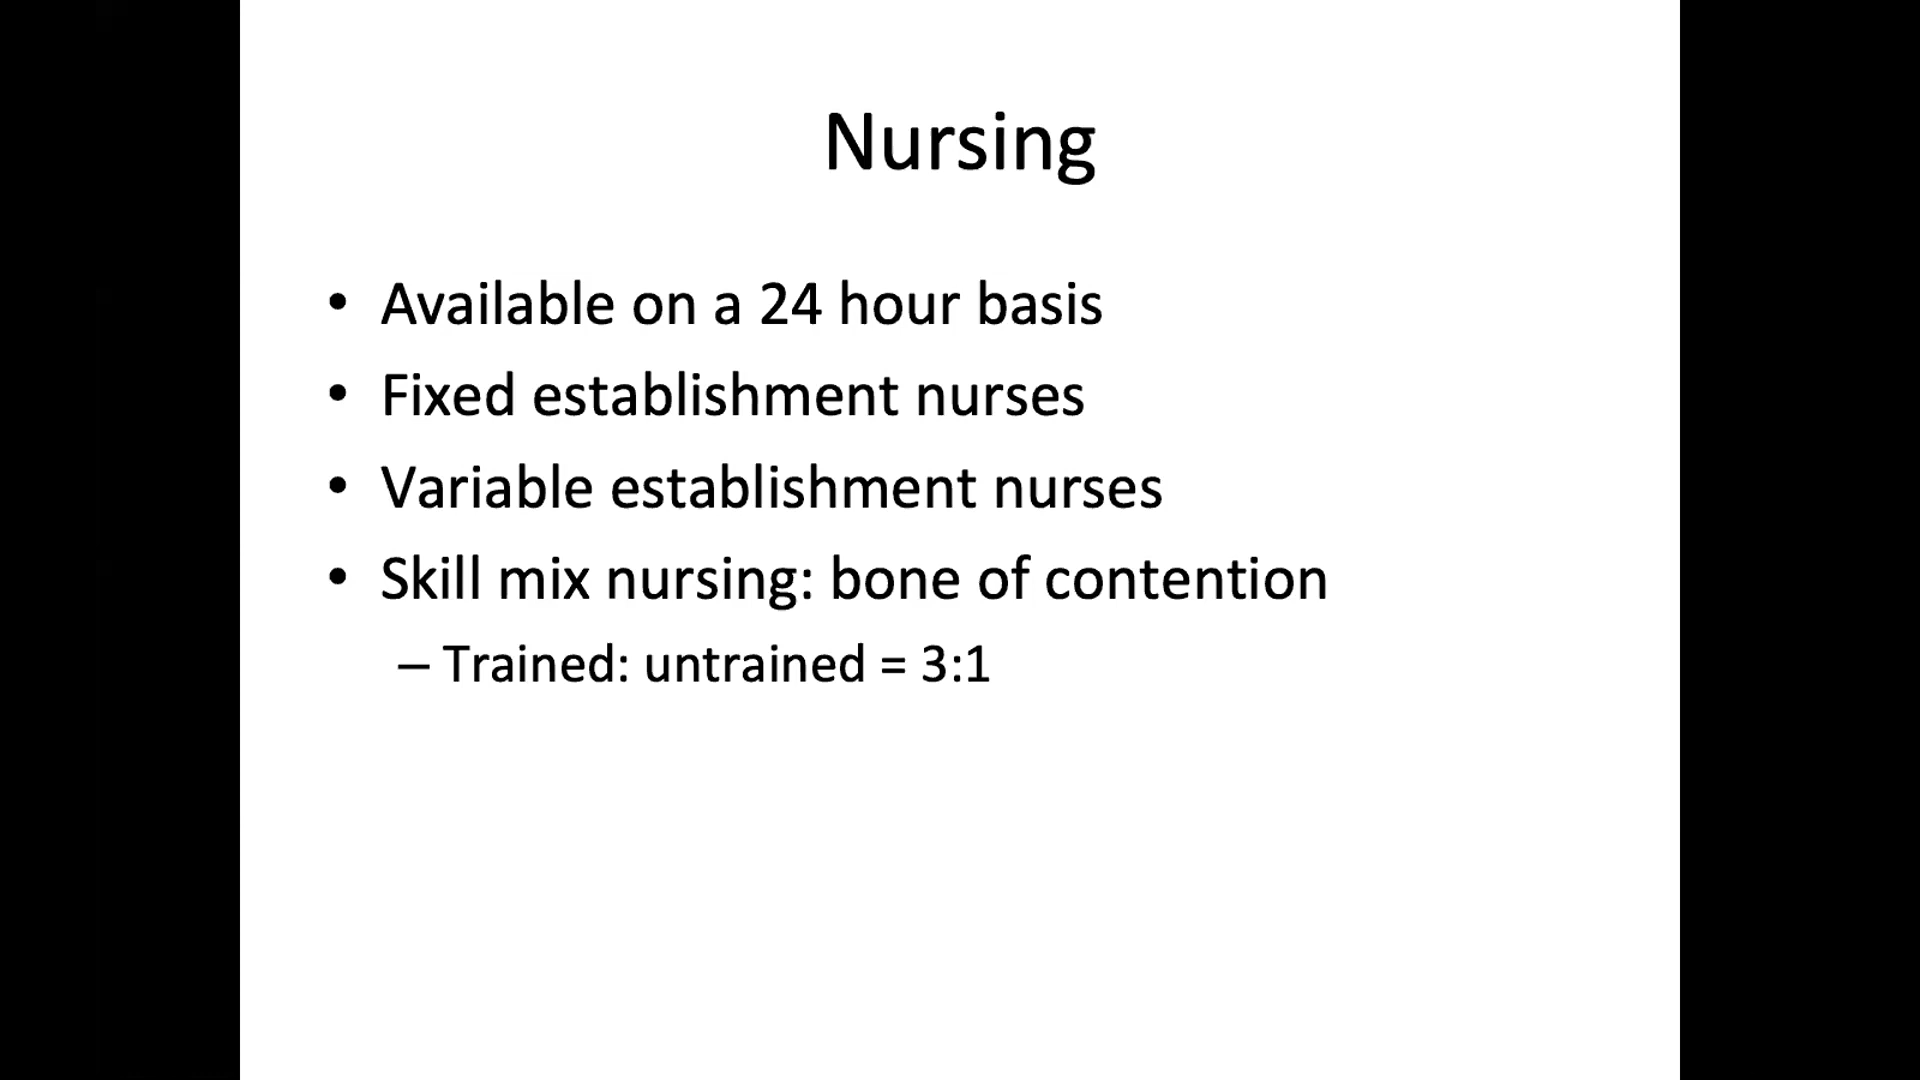 Nursing
• Available on a 24 hour basis
• Fixed establishment nurses
• Variable establishment nurses
• Skill mix nursing: bone of contention
– Trained: untrained = 3:1